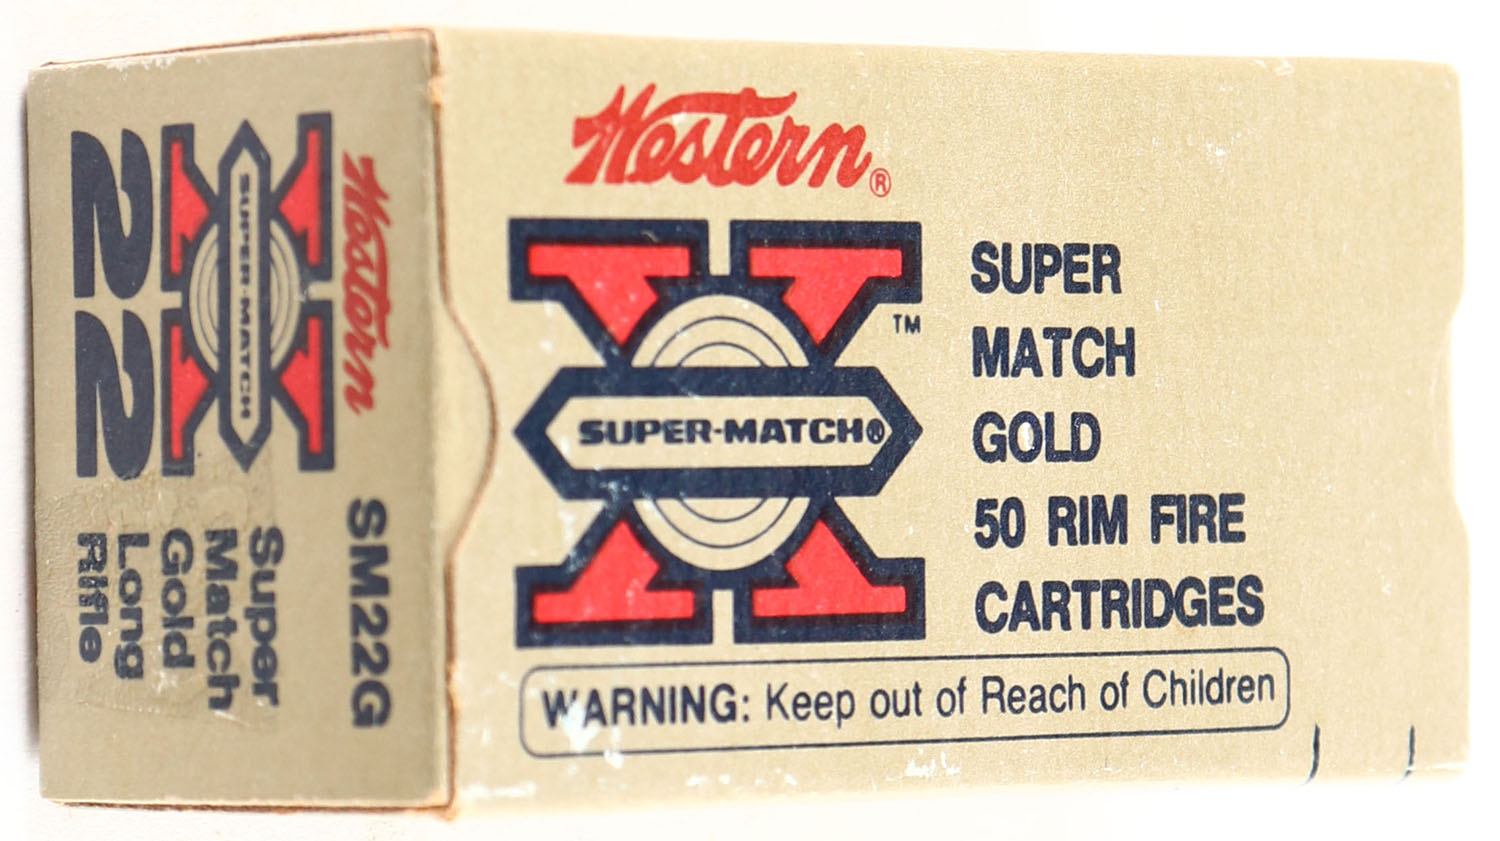 Western®
SUPER-MATCH®
TM
SUPER
MATCH
GOLD
50 RIM FIRE
CARTRIDGES
WARNING: Keep out of Reach of Children
Western
SM22G
SUPER-MATCH
22
Super
Match
Gold
Long
Rifle